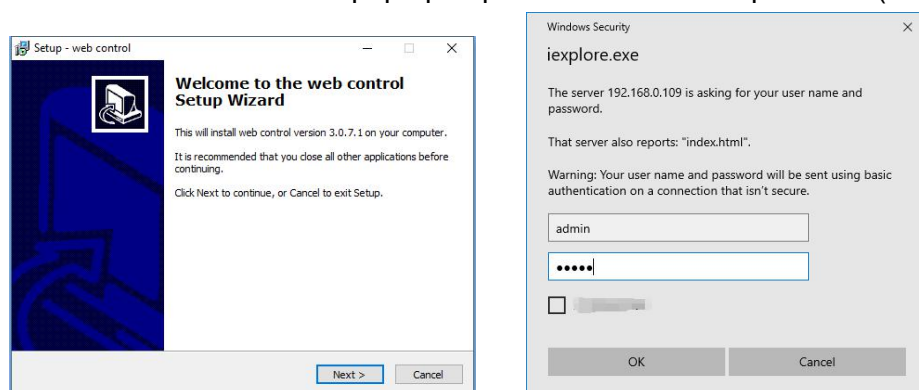 Setup - web control
Welcome to the web control
Setup Wizard
This will install web control version 3.0.7.1 on your computer.
It is recommended that you close all other applications before
continuing.
Click Next to continue, or Cancel to exit Setup.
Next >
Cancel
Windows Security
iexplore.exe
The server 192.168.0.109 is asking for your user name and
password.
That server also reports: "index.html".
Warning: Your user name and password will be sent using basic
authentication on a connection that isn't secure.
admin
•••••
OK
Cancel